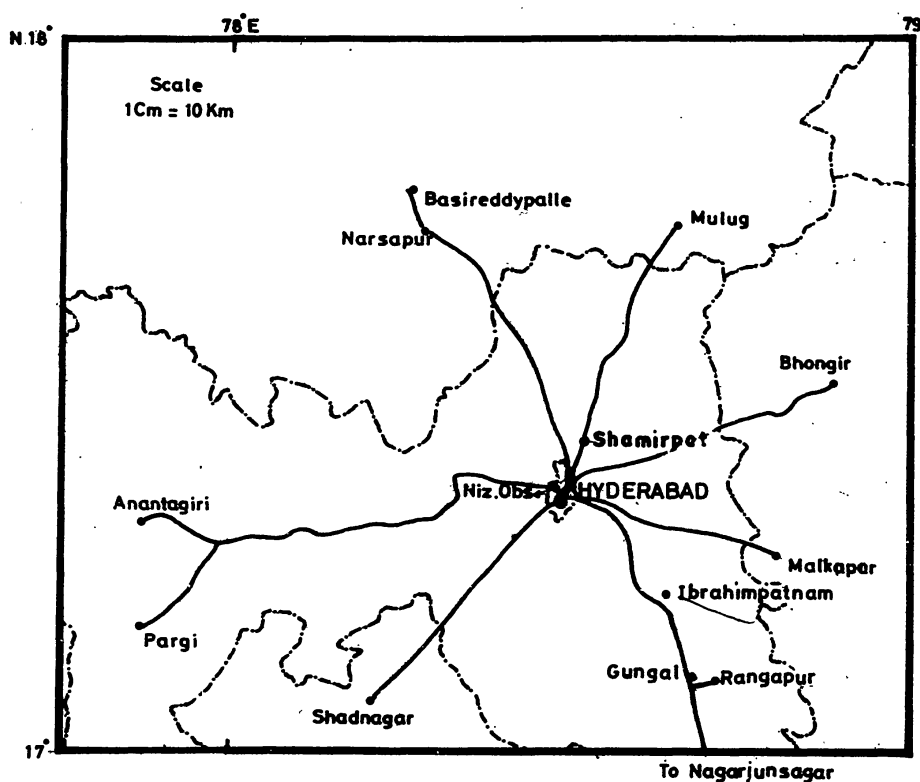 78°E
79
N.18°
Scale
1Cm = 10 Km
Basireddypalle
Narsapur
Mulug
Bhongir
Shamirpet
Niz.Obs.
HYDERABAD
Anantagiri
Malkapar
Ibrahimpatnam
Pargi
Gungal
Rangapur
Shadnagar
17°
To Nagarjunsagar